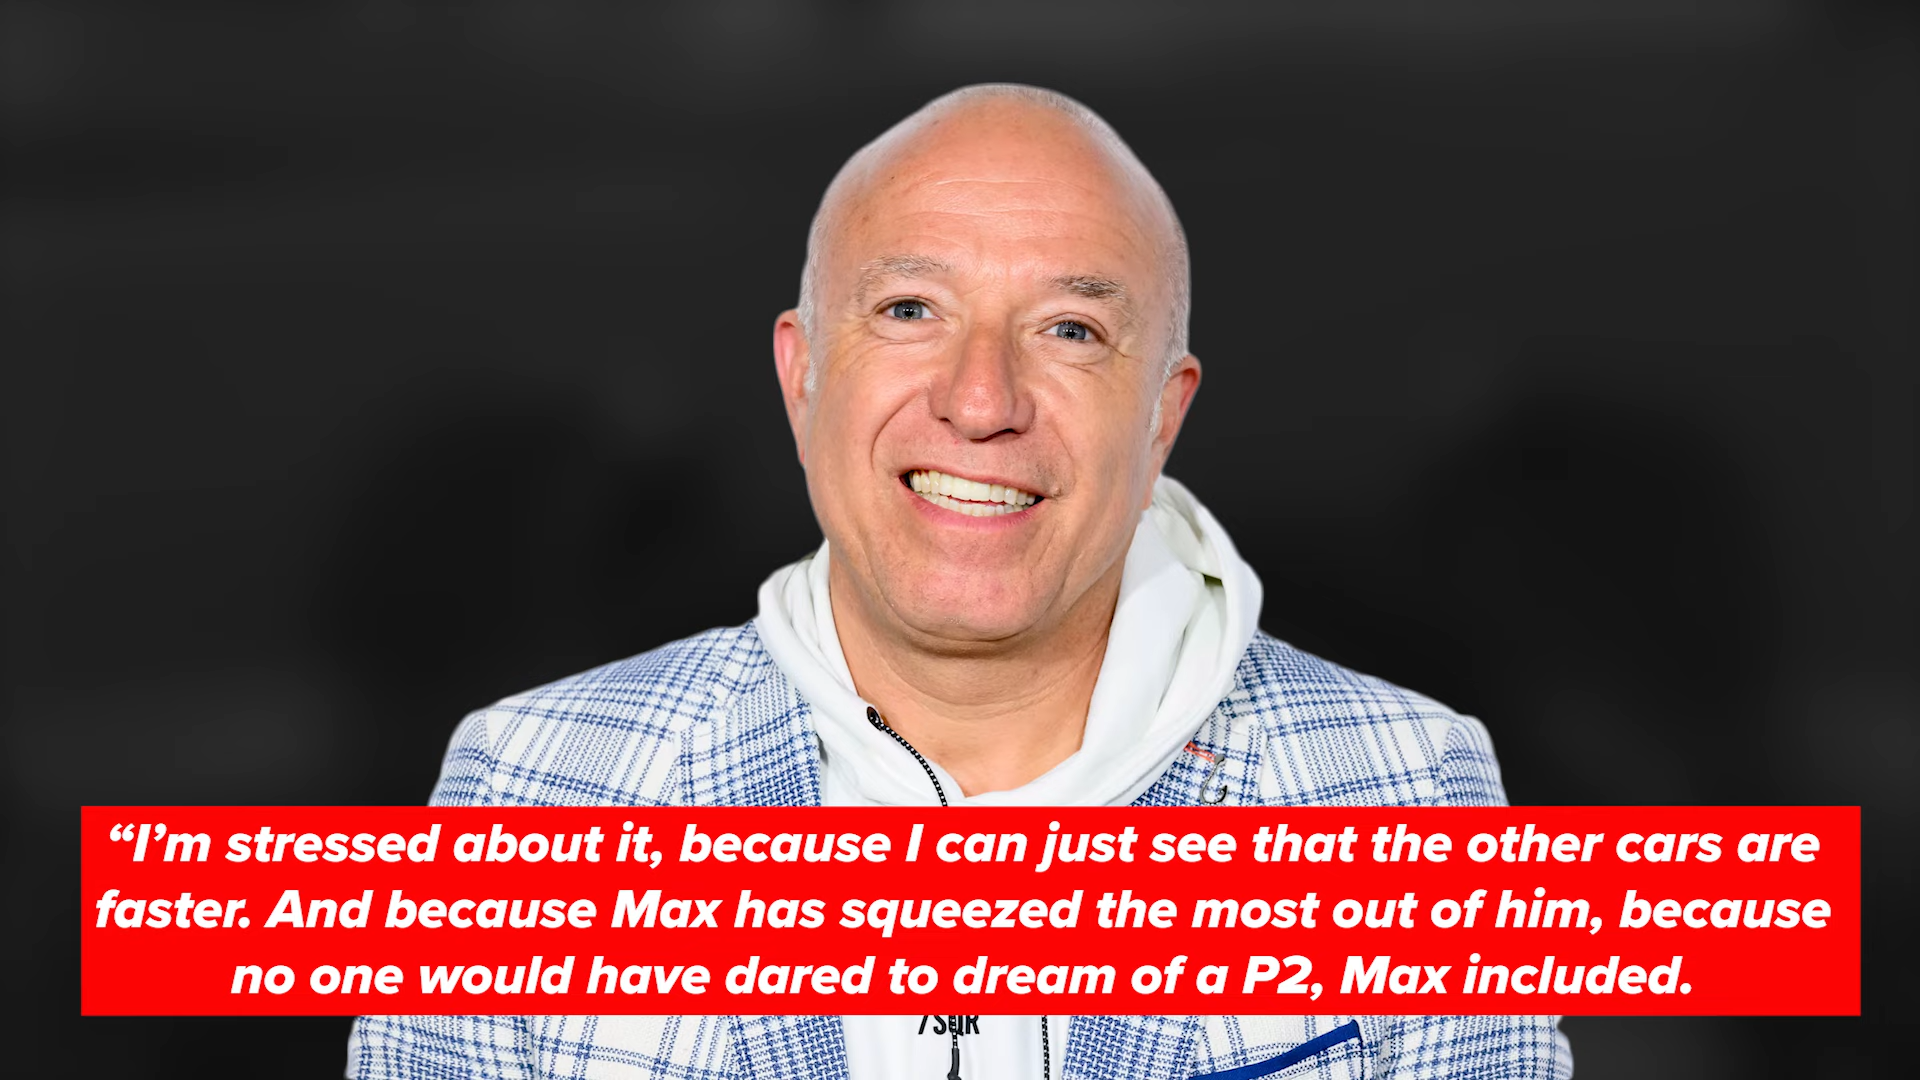 “I’m stressed about it, because I can just see that the other cars are
faster. And because Max has squeezed the most out of him, because
no one would have dared to dream of a P2, Max included.
/SQR